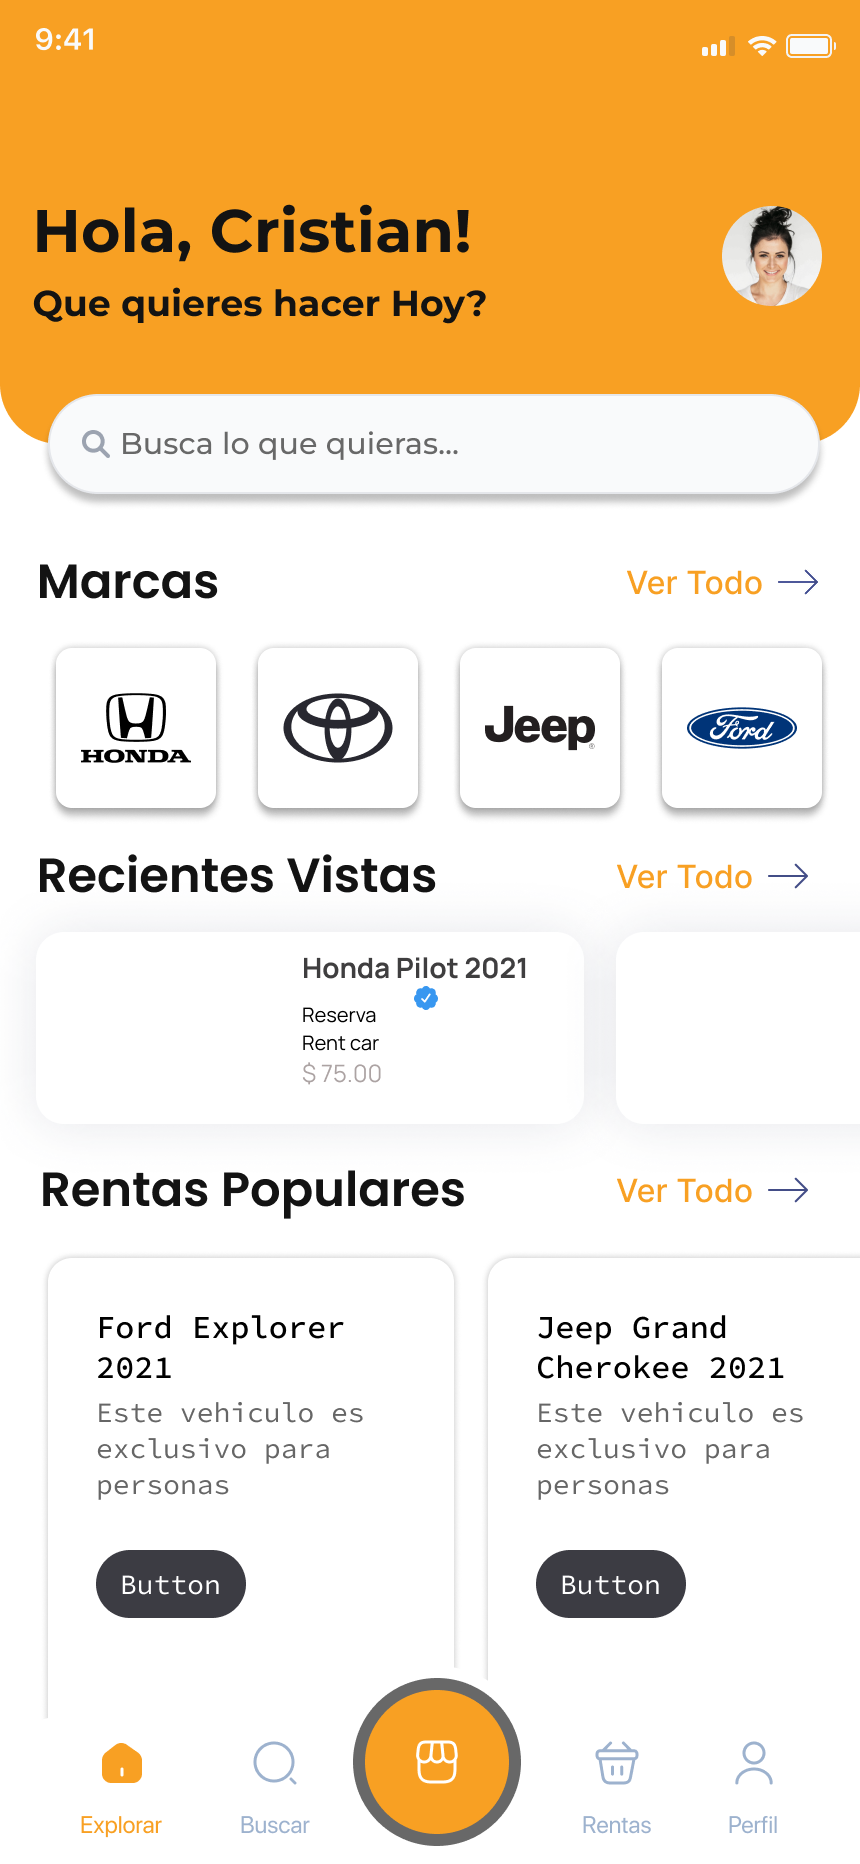 9:41
Hola, Cristian!
Que quieres hacer Hoy?
Busca lo que quieras...
Marcas
Ver Todo
HONDA
Jeep
Ford
Recientes Vistas
Ver Todo
Honda Pilot 2021
Reserva
Rent car
$ 75.00
Rentas Populares
Ver Todo
Ford Explorer
2021
Este vehiculo es
exclusivo para
personas
Button
Jeep Grand
Cherokee 2021
Este vehiculo es
exclusivo para
personas
Button
Explorar
Buscar
Rentas
Perfil